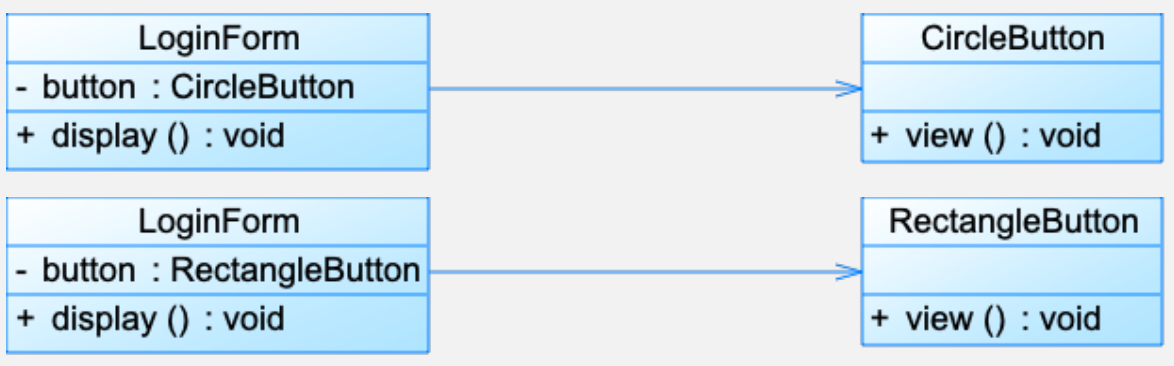 LoginForm
- button : CircleButton
+ display () : void
CircleButton
+ view () : void
LoginForm
- button : RectangleButton
+ display () : void
RectangleButton
+ view () : void